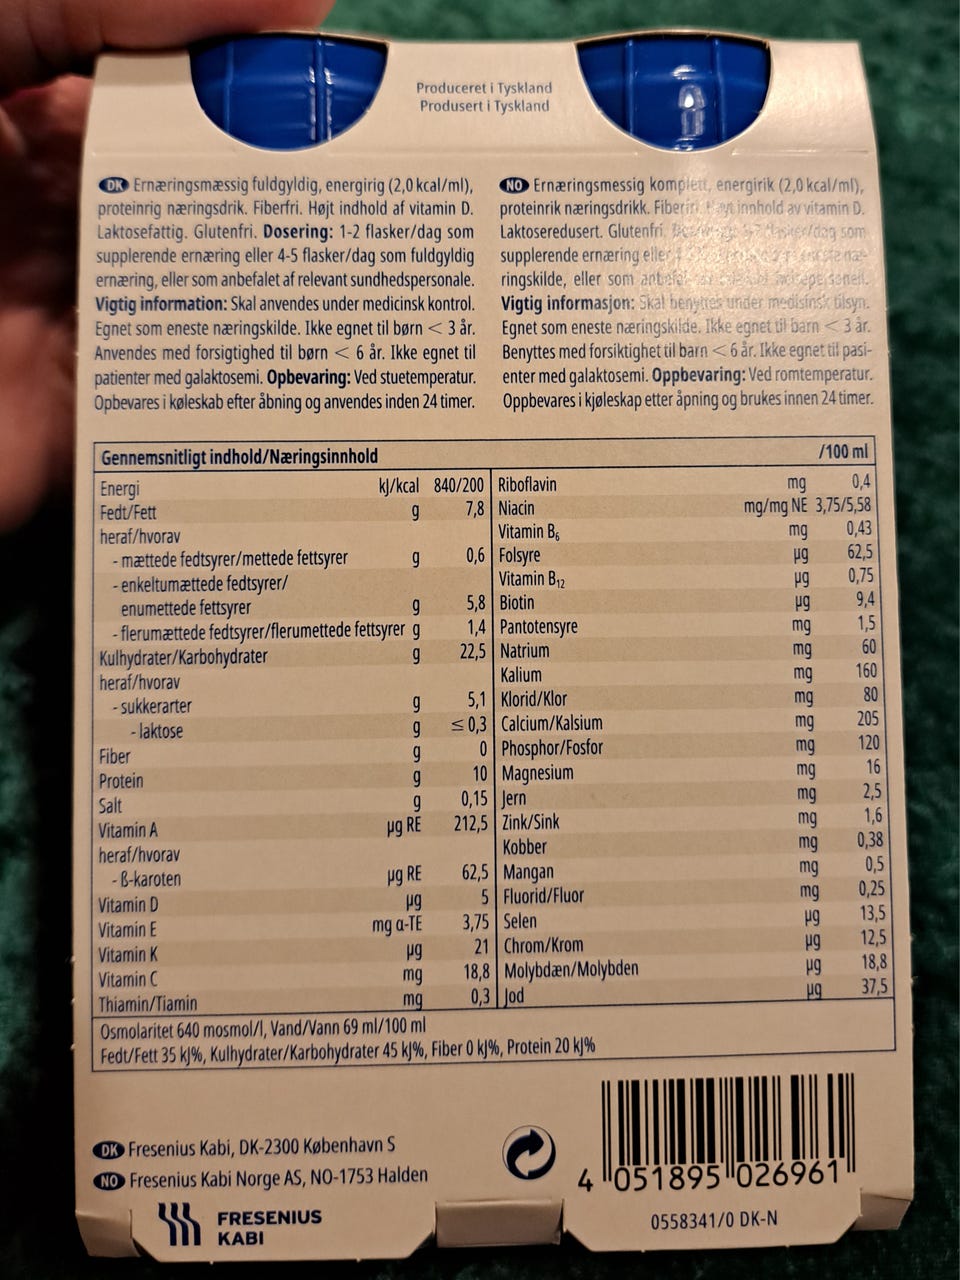 Produceret i Tyskland
Produsert i Tyskland
DK Ernæringsmæssig fuldgyldig, energirig (2,0 kcal/ml),
proteinrig næringsdrik. Fiberfri. Højt indhold af vitamin D.
Laktosefattig. Glutenfri. Dosering: 1-2 flasker/dag som
supplerende ernæring eller 4-5 flasker/dag som fuldgyldig
ernæring, eller som anbefalet af relevant sundhedspersonale.
Vigtig information: Skal anvendes under medicinsk kontrol.
Egnet som eneste næringskilde. Ikke egnet til børn < 3 år.
Anvendes med forsigtighed til børn < 6 år. Ikke egnet til
patienter med galaktosemi. Opbevaring: Ved stuetemperatur.
Opbevares i køleskab efter åbning og anvendes inden 24 timer.
NO Ernæringsmessig komplett, energirik (2,0 kcal/ml),
proteinrik næringsdrikk. Fiberfri. Høyt innhold av vitamin D.
Laktoseredusert. Glutenfri. flasker/dag som
supplerende ernæring eller
ringskilde, eller som
Vigtig informasjon: Skal benyttes under medisinsk tilsyn.
Egnet som eneste næringskilde. Ikke egnet til barn < 3 år.
Benyttes med forsiktighet til barn < 6 år. Ikke egnet til pasi-
enter med galaktosemi. Oppbevaring: Ved romtemperatur.
Oppbevares i kjøleskap etter åpning og brukes innen 24 timer.
Gennemsnitligt indhold/Næringsinnhold /100 ml
Energi kJ/kcal 840/200
Fedt/Fett g 7,8
heraf/hvorav
- mættede fedtsyrer/mettede fettsyrer g 0,6
- enkeltumættede fedtsyrer/
enumettede fettsyrer g 5,8
- flerumættede fedtsyrer/flerumettede fettsyrer g 1,4
Kulhydrater/Karbohydrater g 22,5
heraf/hvorav
- sukkerarter g 5,1
- laktose g ≤ 0,3
Fiber g 0
Protein g 10
Salt g 0,15
Vitamin A µg RE 212,5
heraf/hvorav
- ß-karoten µg RE 62,5
Vitamin D µg 5
Vitamin E mg α-TE 3,75
Vitamin K µg 21
Vitamin C mg 18,8
Thiamin/Tiamin mg 0,3
Riboflavin mg 0,4
Niacin mg/mg NE 3,75/5,58
Vitamin B6 mg 0,43
Folsyre µg 62,5
Vitamin B12 µg 0,75
Biotin µg 9,4
Pantotensyre mg 1,5
Natrium mg 60
Kalium mg 160
Klorid/Klor mg 80
Calcium/Kalsium mg 205
Phosphor/Fosfor mg 120
Magnesium mg 16
Jern mg 2,5
Zink/Sink mg 1,6
Kobber mg 0,38
Mangan mg 0,5
Fluorid/Fluor mg 0,25
Selen µg 13,5
Chrom/Krom µg 12,5
Molybdæn/Molybden µg 18,8
Jod µg 37,5
Osmolaritet 640 mosmol/l, Vand/Vann 69 ml/100 ml
Fedt/Fett 35 kJ%, Kulhydrater/Karbohydrater 45 kJ%, Fiber 0 kJ%, Protein 20 kJ%
DK Fresenius Kabi, DK-2300 København S
NO Fresenius Kabi Norge AS, NO-1753 Halden
FRESENIUS
KABI
4 051895 026961
0558341/0 DK-N